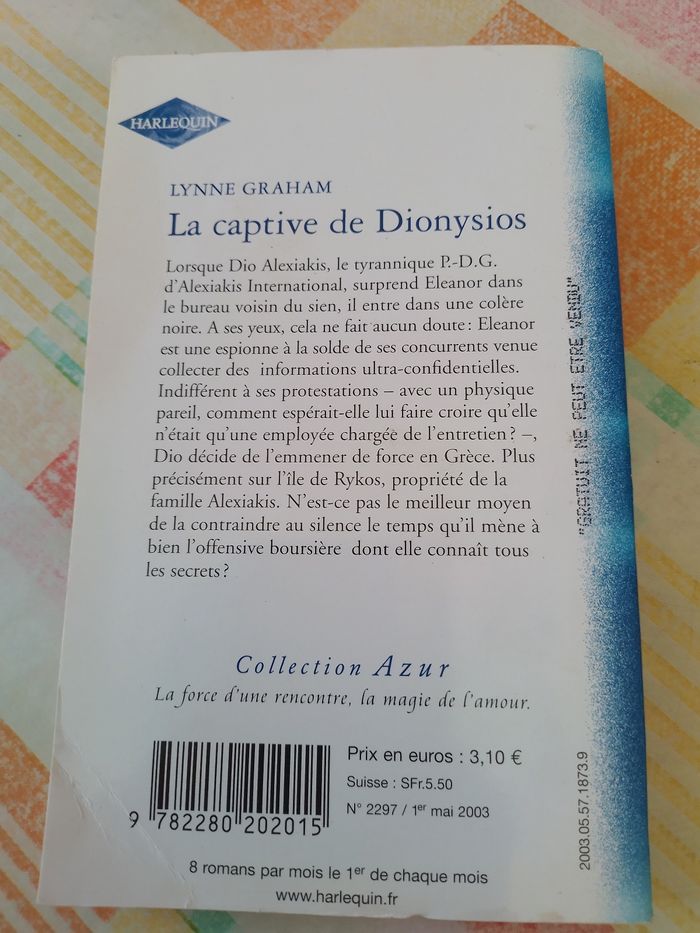 HARLEQUIN
LYNNE GRAHAM
La captive de Dionysios
Lorsque Dio Alexiakis, le tyrannique P.-D.G.
d'Alexiakis International, surprend Eleanor dans
le bureau voisin du sien, il entre dans une colère
noire. A ses yeux, cela ne fait aucun doute : Eleanor
est une espionne à la solde de ses concurrents venue
collecter des informations ultra-confidentielles.
Indifférent à ses protestations – avec un physique
pareil, comment espérait-elle lui faire croire qu'elle
n'était qu'une employée chargée de l'entretien ? –,
Dio décide de l'emmener de force en Grèce. Plus
précisément sur l'île de Rykos, propriété de la
famille Alexiakis. N'est-ce pas le meilleur moyen
de la contraindre au silence le temps qu'il mène à
bien l'offensive boursière dont elle connaît tous
les secrets ?
"GRATUIT NE PEUT ETRE VENDU"
Collection Azur
La force d'une rencontre, la magie de l'amour.
9 782280 202015
Prix en euros : 3,10 €
Suisse : SFr.5.50
N° 2297 / 1er mai 2003
2003.05.57.1873.9
8 romans par mois le 1er de chaque mois
www.harlequin.fr